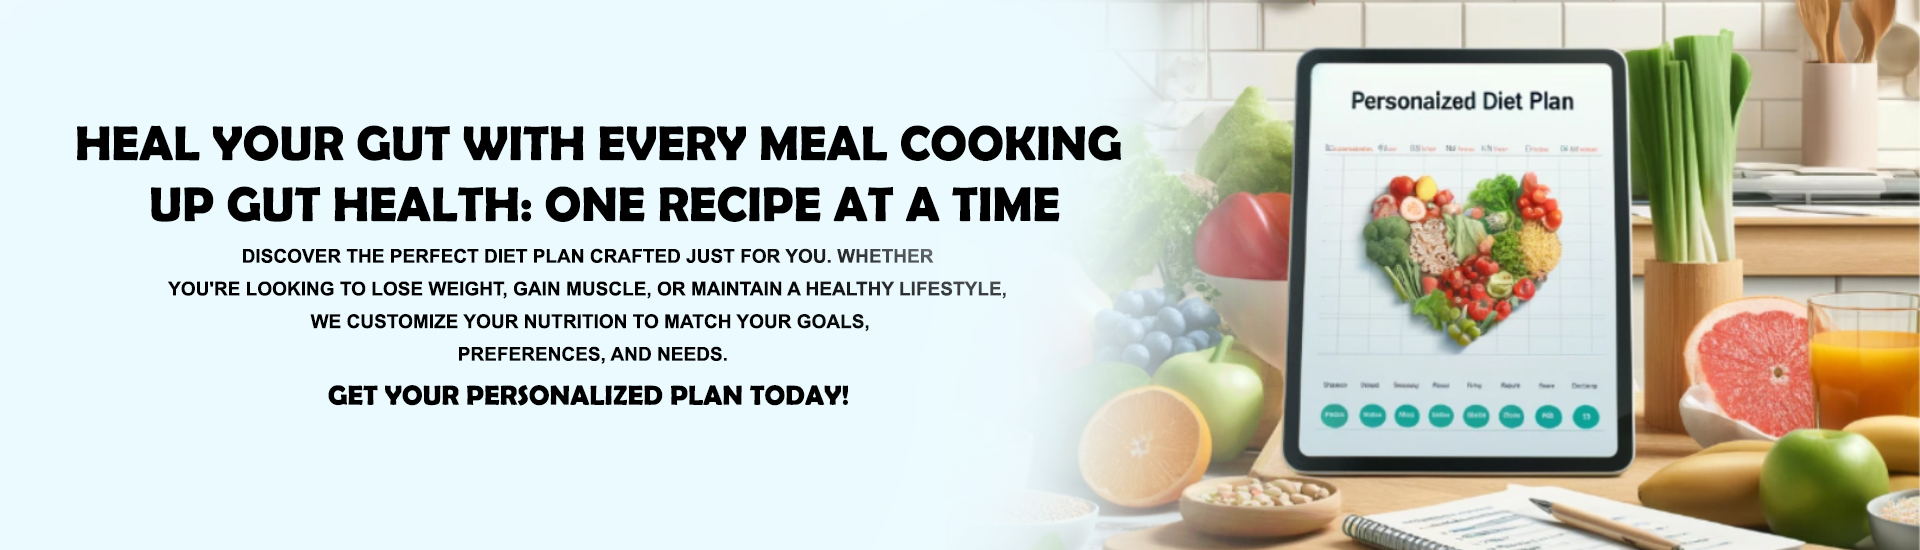 HEAL YOUR GUT WITH EVERY MEAL COOKING
UP GUT HEALTH: ONE RECIPE AT A TIME
DISCOVER THE PERFECT DIET PLAN CRAFTED JUST FOR YOU. WHETHER
YOU'RE LOOKING TO LOSE WEIGHT, GAIN MUSCLE, OR MAINTAIN A HEALTHY LIFESTYLE,
WE CUSTOMIZE YOUR NUTRITION TO MATCH YOUR GOALS,
PREFERENCES, AND NEEDS.
GET YOUR PERSONALIZED PLAN TODAY!
Personaized Diet Plan